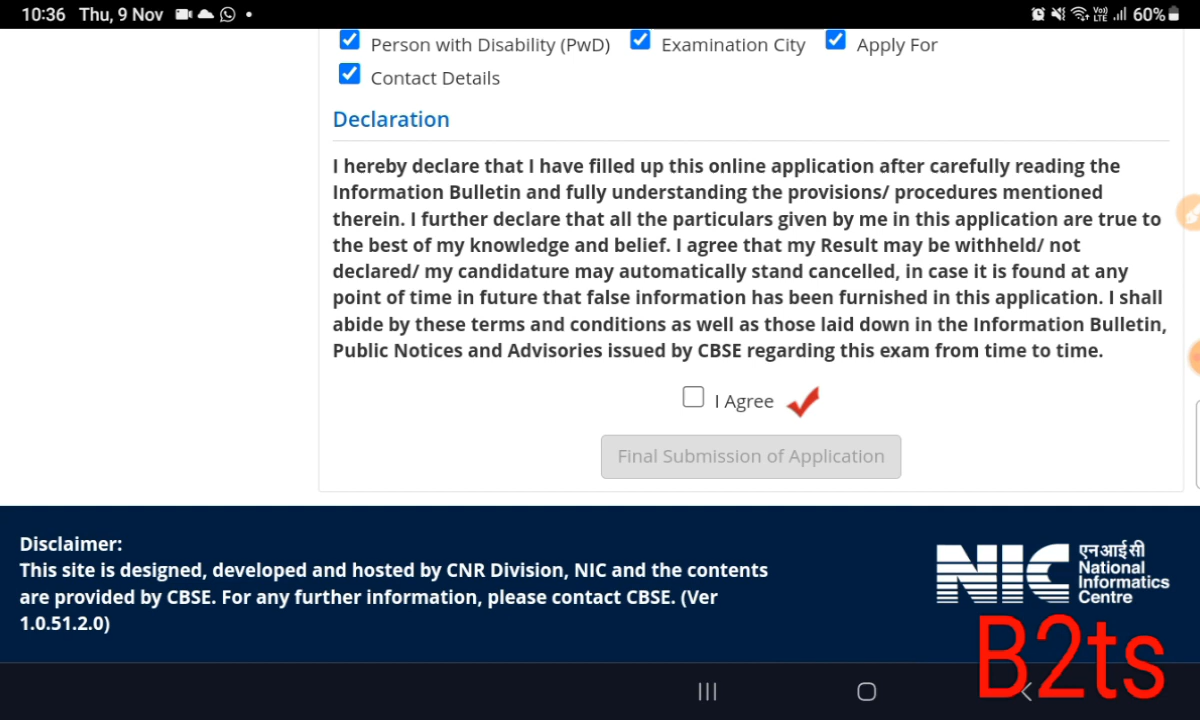 10:36 Thu, 9 Nov 60%
Person with Disability (PwD) Examination City Apply For
Contact Details
Declaration
I hereby declare that I have filled up this online application after carefully reading the
Information Bulletin and fully understanding the provisions/ procedures mentioned
therein. I further declare that all the particulars given by me in this application are true to
the best of my knowledge and belief. I agree that my Result may be withheld/ not
declared/ my candidature may automatically stand cancelled, in case it is found at any
point of time in future that false information has been furnished in this application. I shall
abide by these terms and conditions as well as those laid down in the Information Bulletin,
Public Notices and Advisories issued by CBSE regarding this exam from time to time.
I Agree
Final Submission of Application
Disclaimer:
This site is designed, developed and hosted by CNR Division, NIC and the contents
are provided by CBSE. For any further information, please contact CBSE. (Ver
1.0.51.2.0)
NIC
एन आई सी
National
Informatics
Centre
B2ts